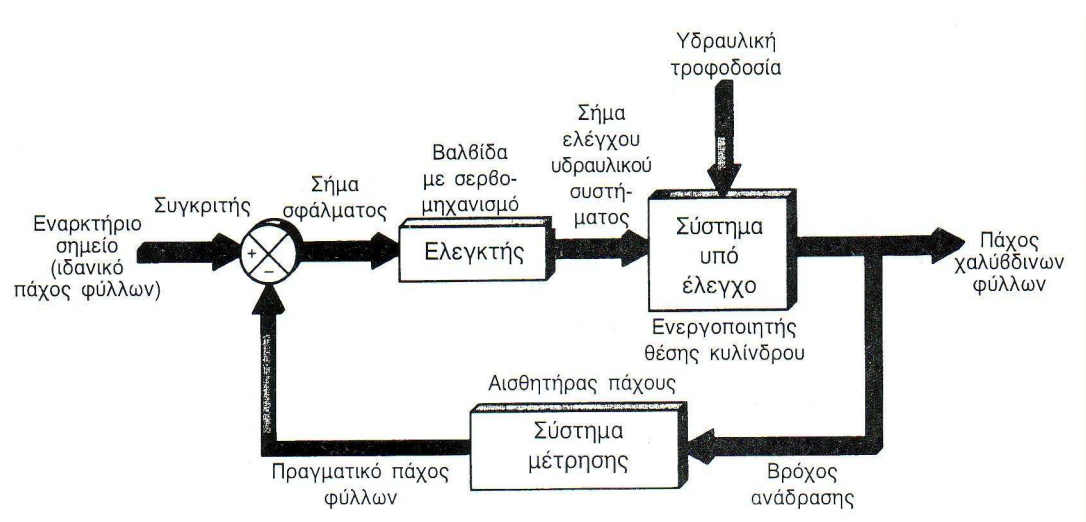 Υδραυλική
τροφοδοσία
Σήμα
ελέγχου
υδραυλικού
συστή-
ματος
Βαλβίδα
με σερβο-
μηχανισμό
Σήμα
σφάλματος
Συγκριτής
Εναρκτήριο
σημείο
(ιδανικό
πάχος φύλλων)
+
−
Ελεγκτής
Σύστημα
υπό
έλεγχο
Πάχος
χαλύβδινων
φύλλων
Ενεργοποιητής
θέσης κυλίνδρου
Αισθητήρας πάχους
Σύστημα
μέτρησης
Πραγματικό πάχος
φύλλων
Βρόχος
ανάδρασης